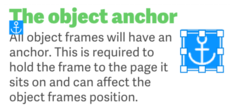 The object anchor
All object frames will have an
anchor. This is required to
hold the frame to the page it
sits on and can affect the
object frames position.